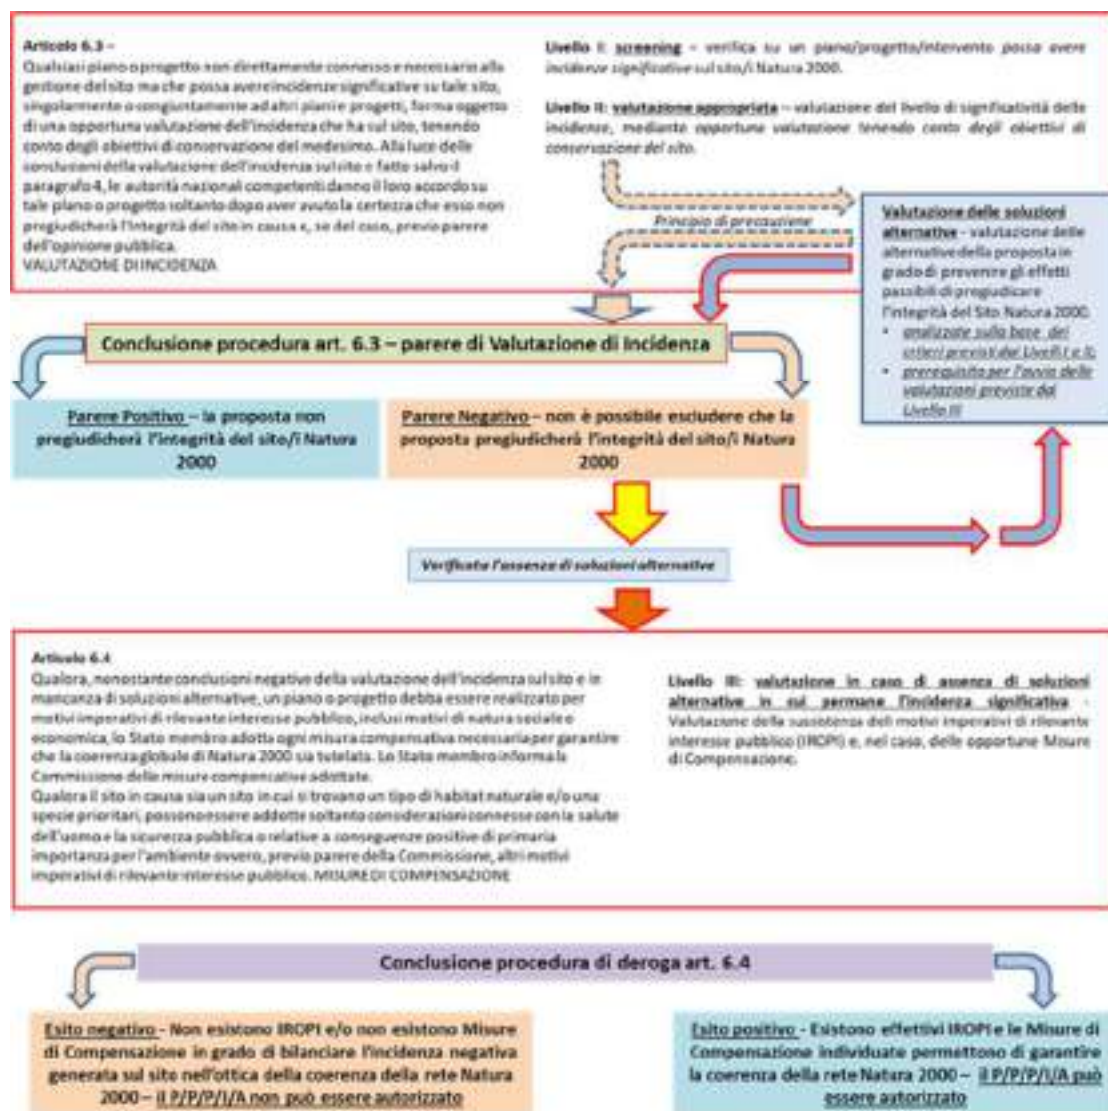 Articolo 6.3 –
Qualsiasi piano o progetto non direttamente connesso e necessario alla
gestione del sito ma che possa avere incidenze significative su tale sito,
singolarmente o congiuntamente ad altri piani e progetti, forma oggetto
di una opportuna valutazione dell'incidenza che ha sul sito, tenendo
conto degli obiettivi di conservazione del medesimo. Alla luce delle
conclusioni della valutazione dell'incidenza sul sito e fatto salvo il
paragrafo 4, le autorità nazionali competenti danno il loro accordo su
tale piano o progetto soltanto dopo aver avuto la certezza che esso non
pregiudicherà l'integrità del sito in causa e, se del caso, previo parere
dell'opinione pubblica.
VALUTAZIONE DI INCIDENZA
Livello I: screening – verifica su un piano/progetto/intervento possa avere
incidenze significative sul sito/i Natura 2000.
Livello II: valutazione appropriata – valutazione del livello di significatività delle
incidenze, mediante opportuna valutazione tenendo conto degli obiettivi di
conservazione del sito.
Principio di precauzione
Valutazione delle soluzioni
alternative - valutazione delle
alternative della proposta in
grado di prevenire gli effetti
passibili di pregiudicare
l'integrità del Sito Natura 2000.
• analizzate sulla base dei
criteri previsti dai Livelli I e II;
• prerequisito per l'avvio delle
valutazioni previste dal
Livello III
Conclusione procedura art. 6.3 – parere di Valutazione di Incidenza
Parere Positivo – la proposta non
pregiudicherà l'integrità del sito/i Natura
2000
Parere Negativo – non è possibile escludere che la
proposta pregiudicherà l'integrità del sito/i Natura
2000
Verificata l'assenza di soluzioni alternative
Articolo 6.4
Qualora, nonostante conclusioni negative della valutazione dell'incidenza sul sito e in
mancanza di soluzioni alternative, un piano o progetto debba essere realizzato per
motivi imperativi di rilevante interesse pubblico, inclusi motivi di natura sociale o
economica, lo Stato membro adotta ogni misura compensativa necessaria per garantire
che la coerenza globale di Natura 2000 sia tutelata. Lo Stato membro informa la
Commissione delle misure compensative adottate.
Qualora il sito in causa sia un sito in cui si trovano un tipo di habitat naturale e/o una
specie prioritari, possono essere addotte soltanto considerazioni connesse con la salute
dell'uomo e la sicurezza pubblica o relative a conseguenze positive di primaria
importanza per l'ambiente ovvero, previo parere della Commissione, altri motivi
imperativi di rilevante interesse pubblico. MISURE DI COMPENSAZIONE
Livello III: valutazione in caso di assenza di soluzioni
alternative in cui permane l'incidenza significativa -
Valutazione della sussistenza dell motivi imperativi di rilevante
interesse pubblico (IROPI) e, nel caso, delle opportune Misure
di Compensazione.
Conclusione procedura di deroga art. 6.4
Esito negativo - Non esistono IROPI e/o non esistono Misure
di Compensazione in grado di bilanciare l'incidenza negativa
generata sul sito nell'ottica della coerenza della rete Natura
2000 – il P/P/P/I/A non può essere autorizzato
Esito positivo - Esistono effettivi IROPI e le Misure di
Compensazione individuate permettono di garantire
la coerenza della rete Natura 2000 – il P/P/P/I/A può
essere autorizzato